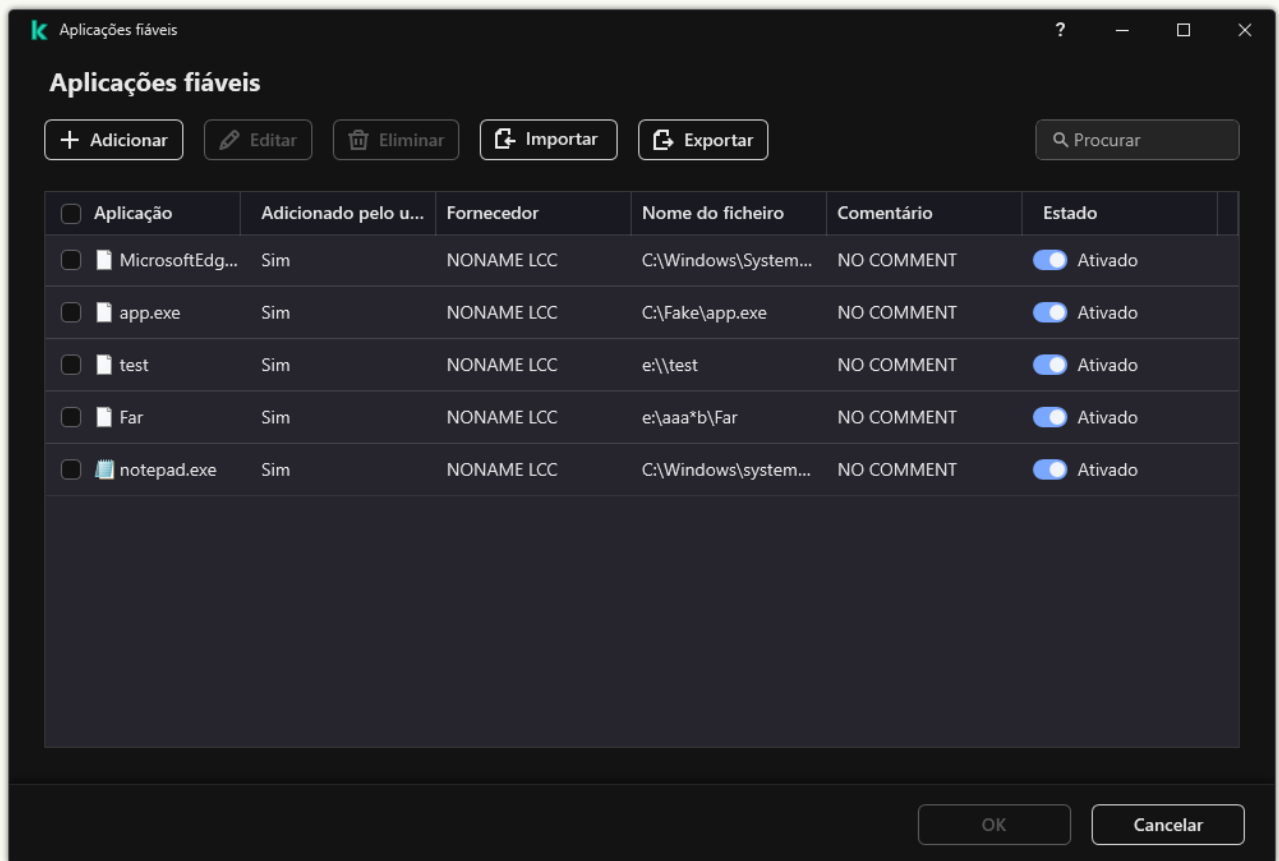 Aplicações fiáveis ?
Aplicações fiáveis
Adicionar Editar Eliminar Importar Exportar Procurar
Aplicação Adicionado pelo u... Fornecedor Nome do ficheiro Comentário Estado
MicrosoftEdg... Sim NONAME LCC C:\Windows\System... NO COMMENT Ativado
app.exe Sim NONAME LCC C:\Fake\app.exe NO COMMENT Ativado
test Sim NONAME LCC e:\\test NO COMMENT Ativado
Far Sim NONAME LCC e:\aaa*b\Far NO COMMENT Ativado
notepad.exe Sim NONAME LCC C:\Windows\system... NO COMMENT Ativado
OK Cancelar